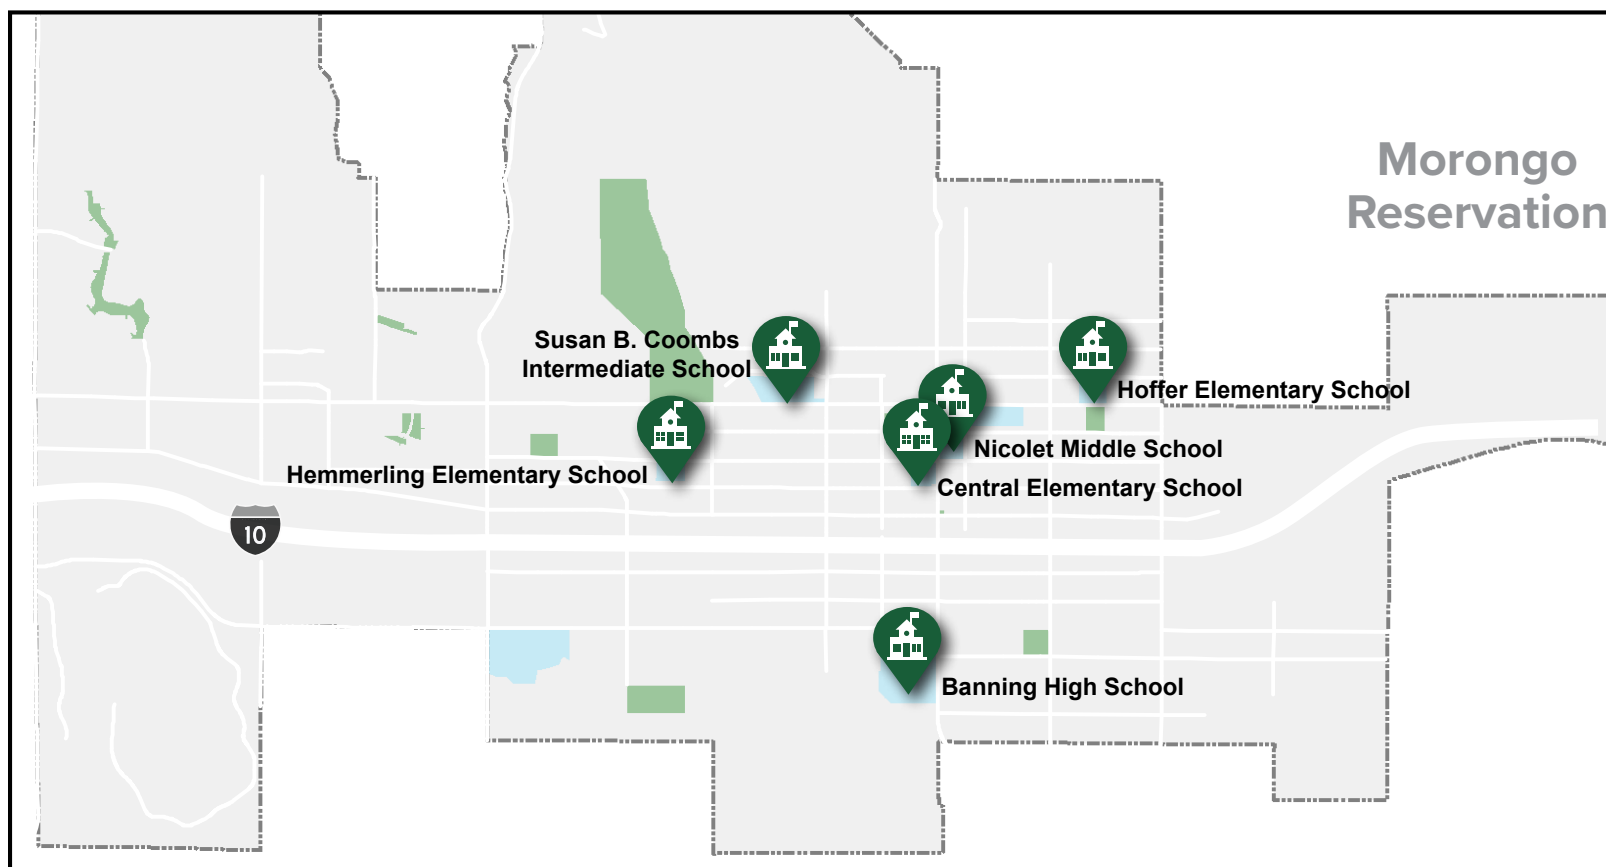 Morongo
Reservation
Susan B. Coombs
Intermediate School
Hoffer Elementary School
Nicolet Middle School
Hemmerling Elementary School
Central Elementary School
10
Banning High School